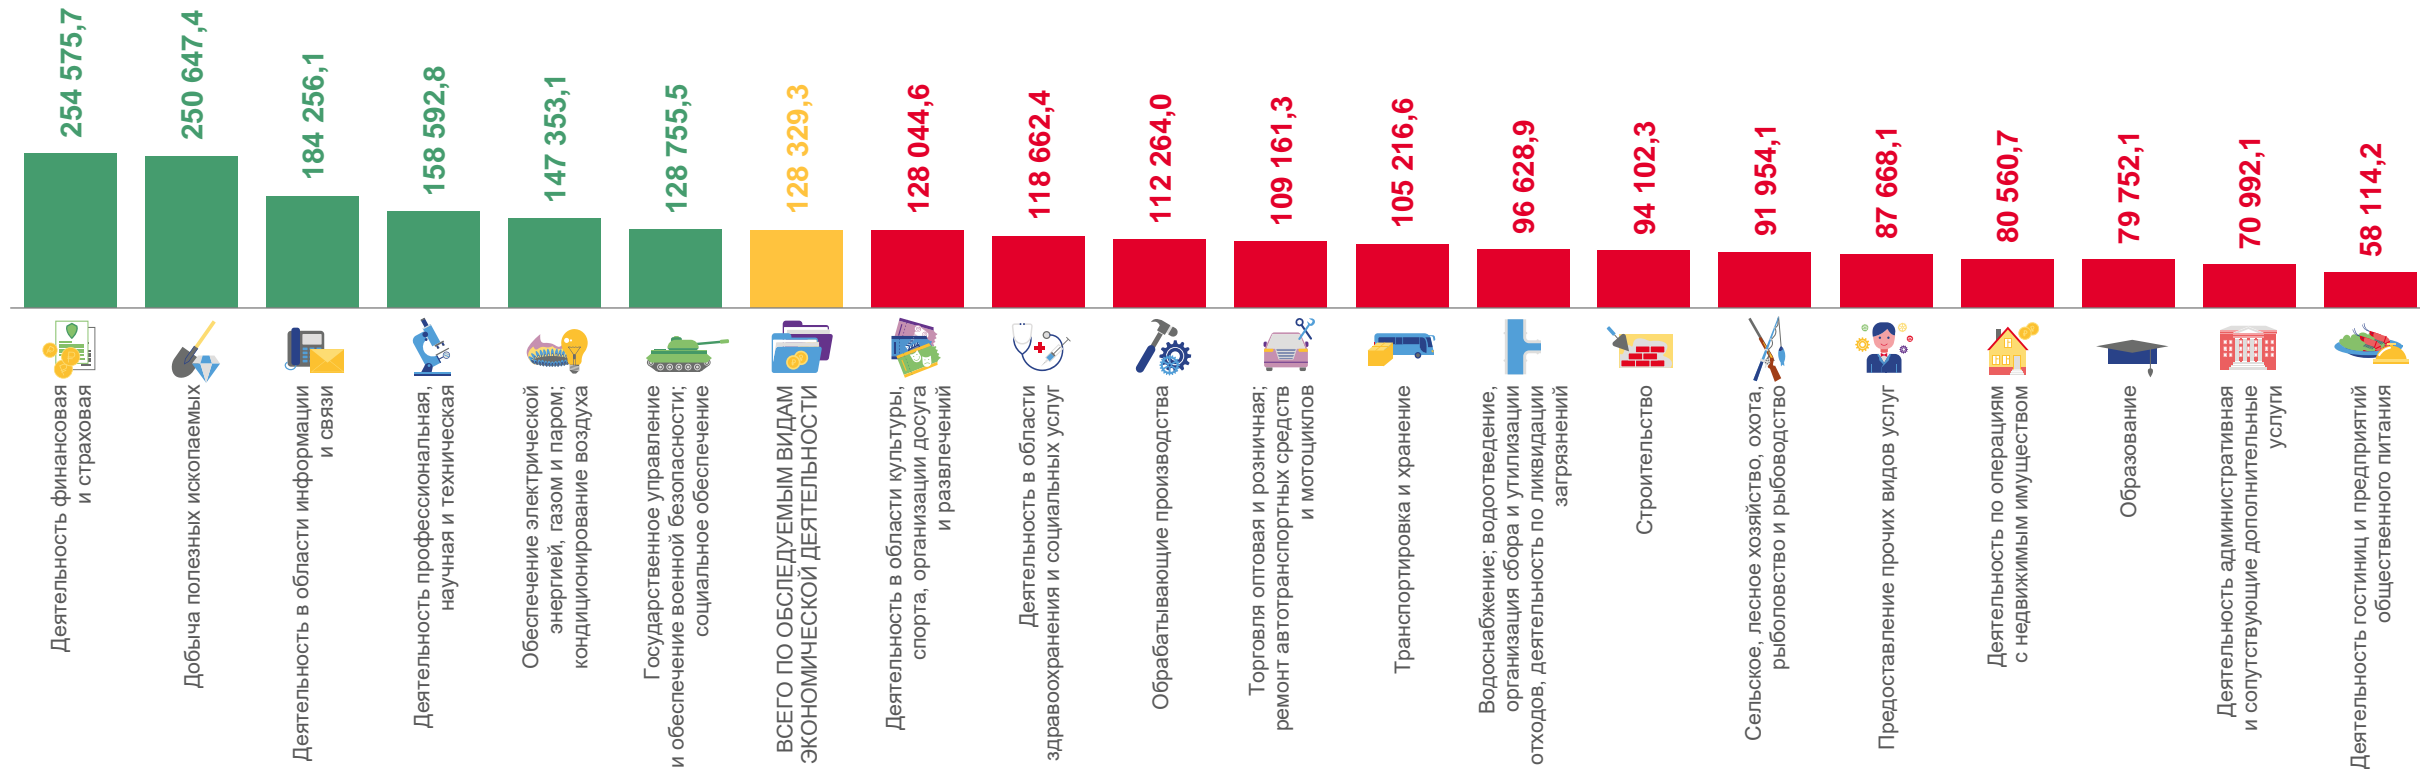 254 575,7
250 647,4
184 256,1
158 592,8
147 353,1
128 755,5
128 329,3
128 044,6
118 662,4
112 264,0
109 161,3
105 216,6
96 628,9
94 102,3
91 954,1
87 668,1
80 560,7
79 752,1
70 992,1
58 114,2
Деятельность финансовая
и страховая
Добыча полезных ископаемых
Деятельность в области информации
и связи
Деятельность профессиональная,
научная и техническая
Обеспечение электрической
энергией, газом и паром;
кондиционирование воздуха
Государственное управление
и обеспечение военной безопасности;
социальное обеспечение
ВСЕГО ПО ОБСЛЕДУЕМЫМ ВИДАМ
ЭКОНОМИЧЕСКОЙ ДЕЯТЕЛЬНОСТИ
Деятельность в области культуры,
спорта, организации досуга
и развлечений
Деятельность в области
здравоохранения и социальных услуг
Обрабатывающие производства
Торговля оптовая и розничная;
ремонт автотранспортных средств
и мотоциклов
Транспортировка и хранение
Водоснабжение; водоотведение,
организация сбора и утилизации
отходов, деятельность по ликвидации
загрязнений
Строительство
Сельское, лесное хозяйство, охота,
рыболовство и рыбоводство
Предоставление прочих видов услуг
Деятельность по операциям
с недвижимым имуществом
Образование
Деятельность административная
и сопутствующие дополнительные
услуги
Деятельность гостиниц и предприятий
общественного питания